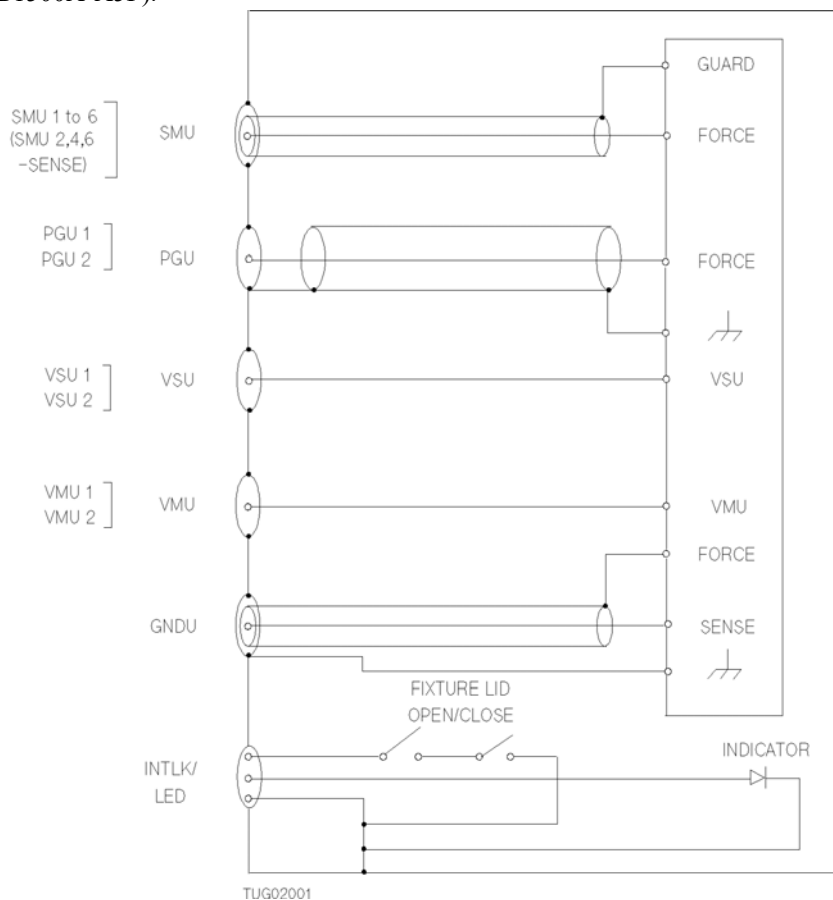 SMU 1 to 6
(SMU 2,4,6
-SENSE)
SMU
GUARD
FORCE
PGU 1
PGU 2
PGU
FORCE
VSU 1
VSU 2
VSU
VSU
VMU 1
VMU 2
VMU
VMU
FORCE
GNDU
SENSE
FIXTURE LID
OPEN/CLOSE
INTLK/
LED
INDICATOR
TUG02001